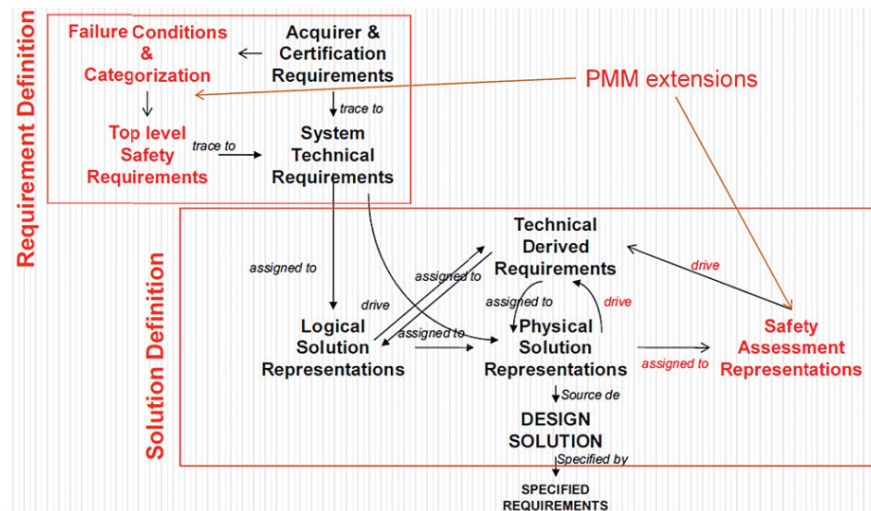 Requirement Definition
Failure Conditions
&
Categorization
Acquirer &
Certification
Requirements
PMM extensions
trace to
Top level
Safety
Requirements
trace to
System
Technical
Requirements
Solution Definition
Technical
Derived
Requirements
assigned to
assigned to
drive
drive
assigned to
drive
Logical
Solution
Representations
assigned to
Physical
Solution
Representations
assigned to
Safety
Assessment
Representations
Source de
DESIGN
SOLUTION
Specified by
SPECIFIED
REQUIREMENTS